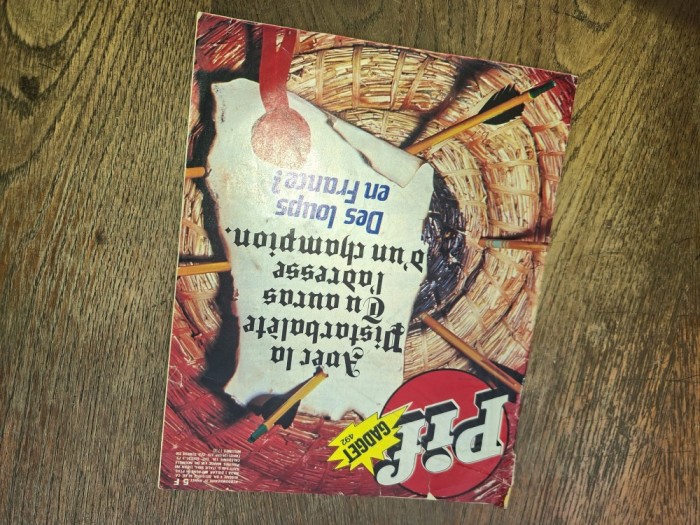 Pif
GADGET
492
5 F
Avec la
Pistarbalète
Tu auras
l'adresse
d'un champion.
Des loups
en France?